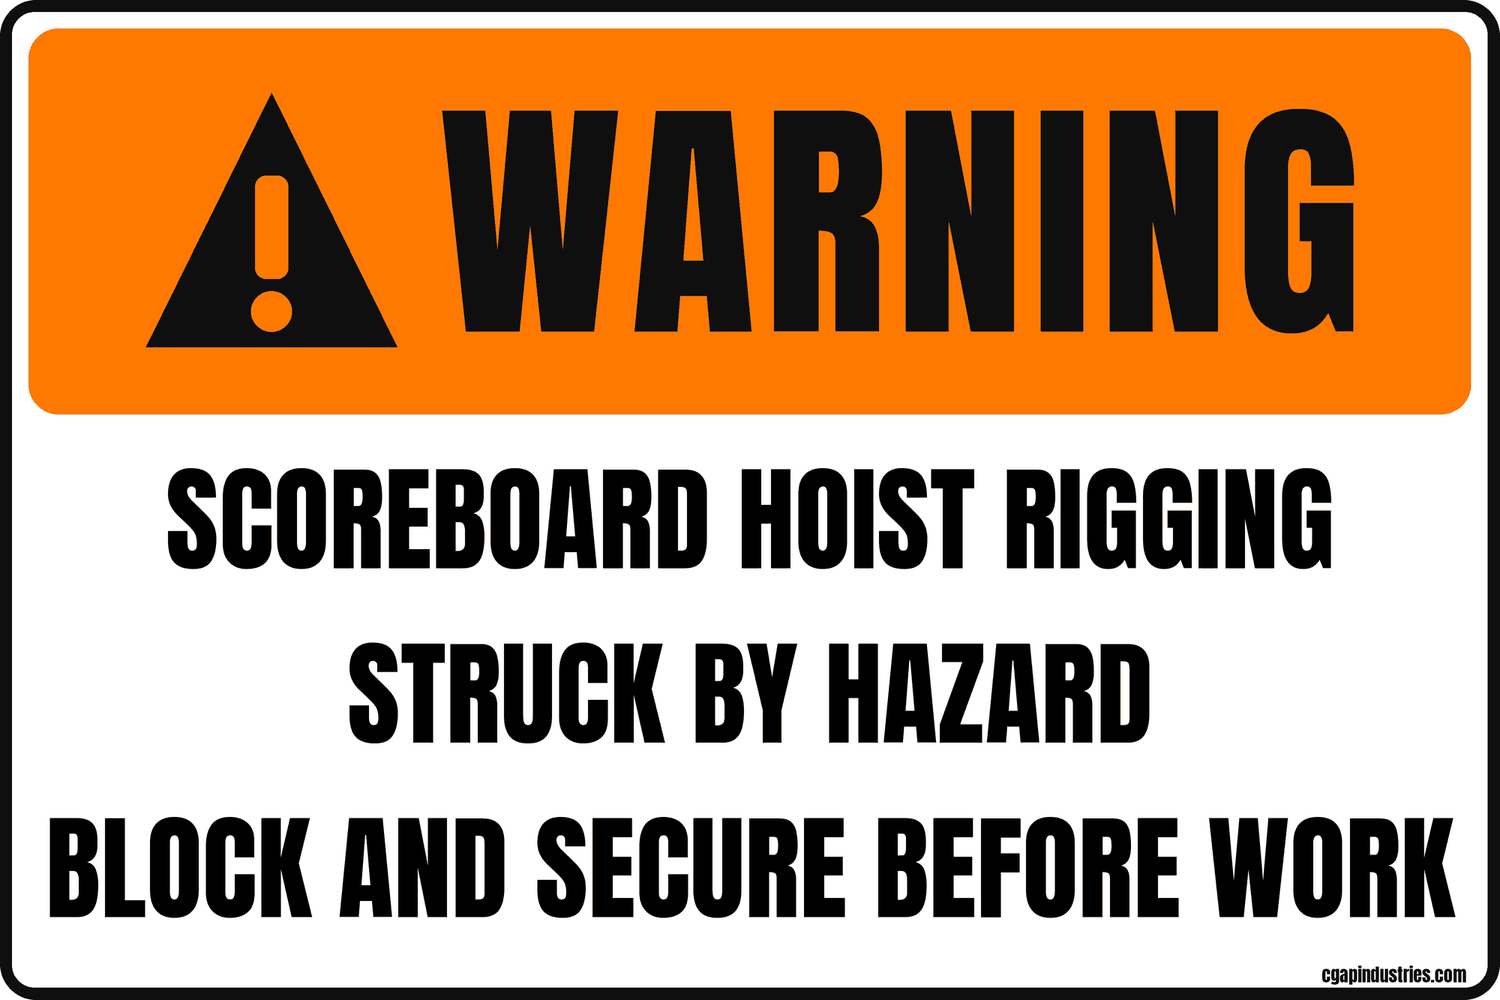 WARNING
SCOREBOARD HOIST RIGGING
STRUCK BY HAZARD
BLOCK AND SECURE BEFORE WORK
cgapindustries.com